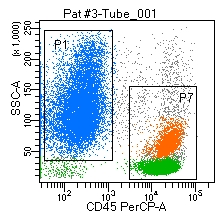 Pat #3-Tube_001
SSC-A
(x 1,000)
250
200
150
100
50
P1
P7
10²
10³
10⁴
10⁵
CD45 PerCP-A